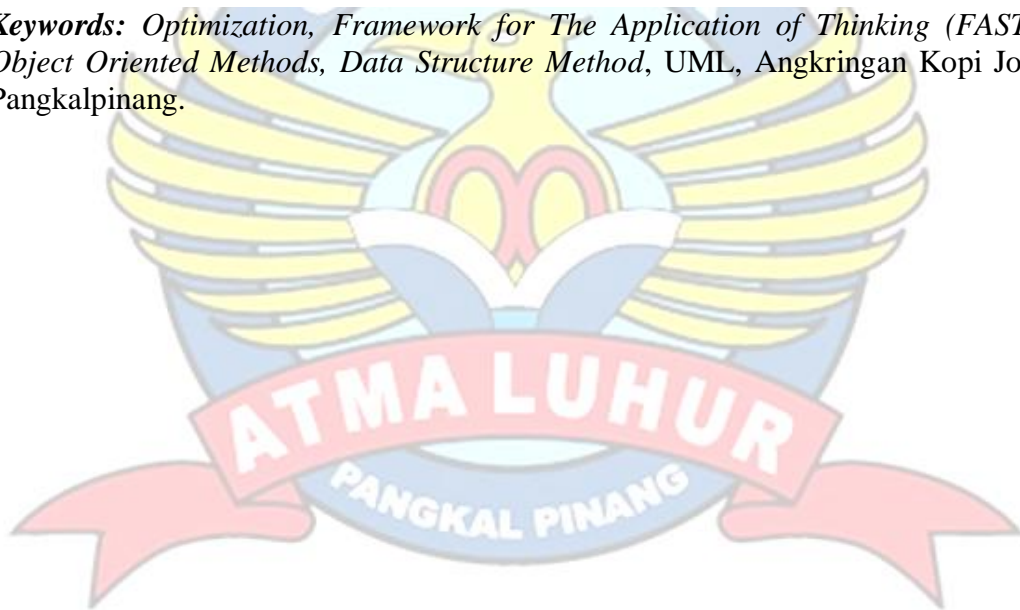 Keywords: Optimization, Framework for The Application of Thinking (FAST
Object Oriented Methods, Data Structure Method, UML, Angkringan Kopi Jo
Pangkalpinang.
ATMA LUHUR
PANGKAL PINANG